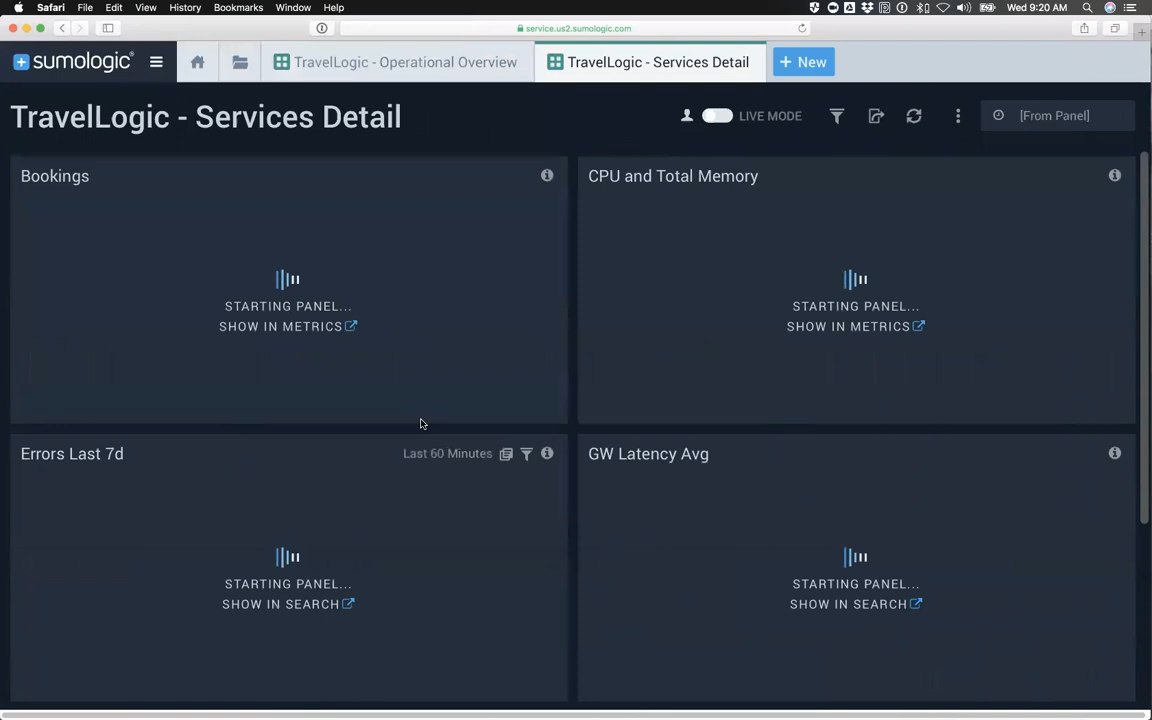 Safari File Edit View History Bookmarks Window Help Wed 9:20 AM
service.us2.sumologic.com
sumologic TravelLogic - Operational Overview TravelLogic - Services Detail + New
TravelLogic - Services Detail LIVE MODE [From Panel]
Bookings
STARTING PANEL...
SHOW IN METRICS
CPU and Total Memory
STARTING PANEL...
SHOW IN METRICS
Errors Last 7d Last 60 Minutes
STARTING PANEL...
SHOW IN SEARCH
GW Latency Avg
STARTING PANEL...
SHOW IN SEARCH